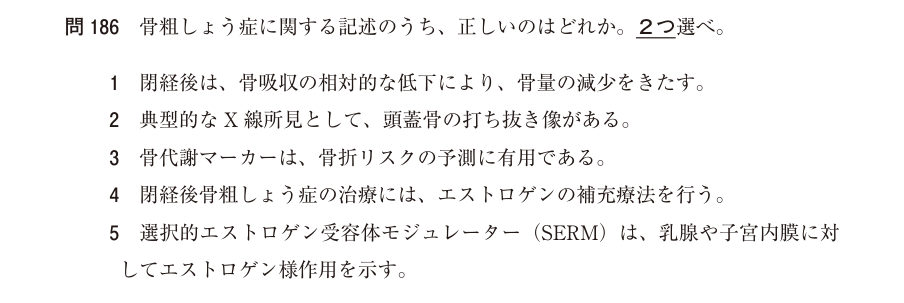 問 186 骨粗しょう症に関する記述のうち、正しいのはどれか。２つ選べ。
1 閉経後は、骨吸収の相対的な低下により、骨量の減少をきたす。
2 典型的な X 線所見として、頭蓋骨の打ち抜き像がある。
3 骨代謝マーカーは、骨折リスクの予測に有用である。
4 閉経後骨粗しょう症の治療には、エストロゲンの補充療法を行う。
5 選択的エストロゲン受容体モジュレーター（SERM）は、乳腺や子宮内膜に対
してエストロゲン様作用を示す。